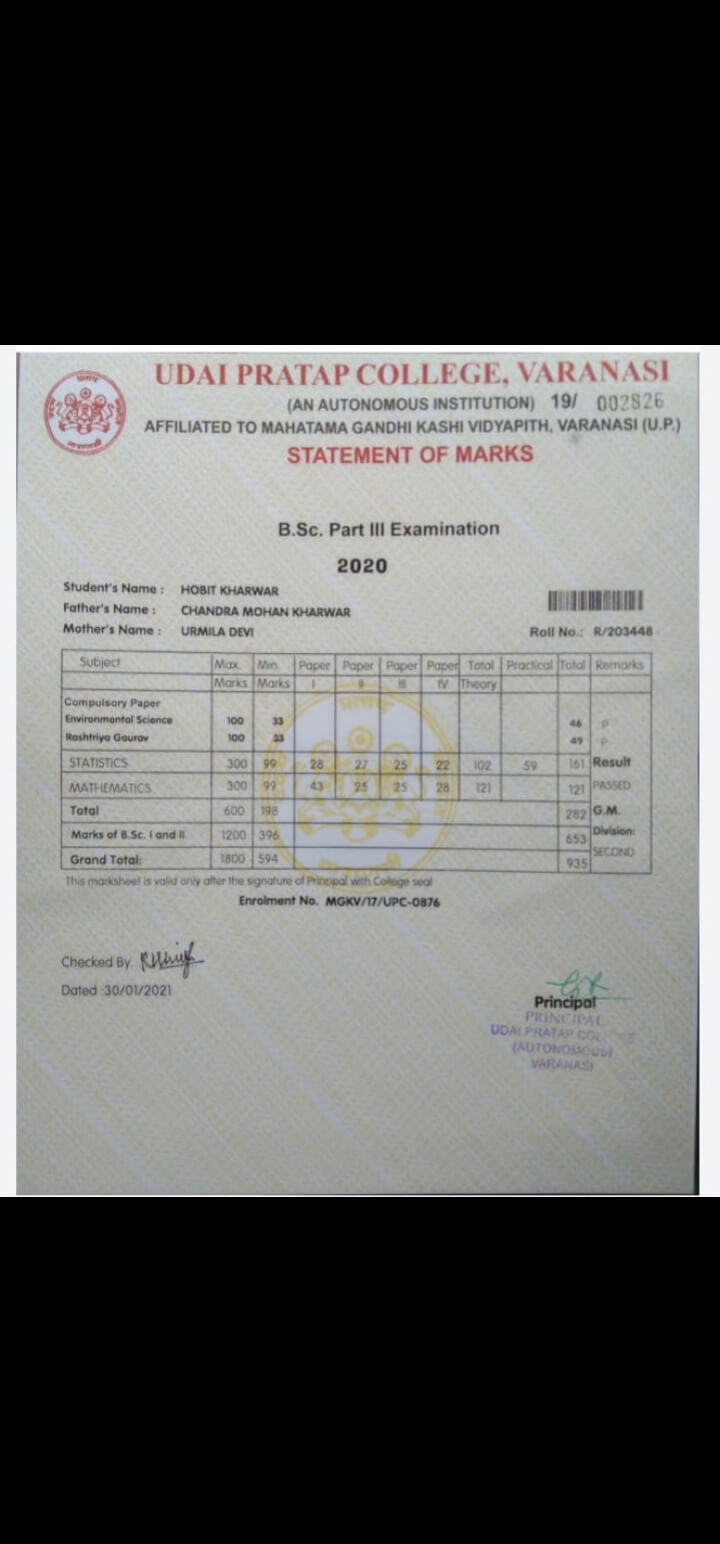 UDAI PRATAP COLLEGE, VARANASI
(AN AUTONOMOUS INSTITUTION) 19/ 002826
AFFILIATED TO MAHATAMA GANDHI KASHI VIDYAPITH, VARANASI (U.P.)
STATEMENT OF MARKS
B.Sc. Part III Examination
2020
Student's Name : HOBIT KHARWAR
Father's Name : CHANDRA MOHAN KHARWAR
Mother's Name : URMILA DEVI Roll No.: R/203448
Subject Max. Min. Paper Paper Paper Paper Total Practical Total Remarks
Marks Marks I II III IV Theory
Compulsory Paper
Environmental Science 100 33 46 P
Rashtriya Gaurav 100 33 49 P
STATISTICS 300 99 28 27 25 22 102 59 161 Result
MATHEMATICS 300 99 43 25 25 28 121 121 PASSED
Total 600 198 282 G.M.
Marks of B.Sc. I and II 1200 396 653 Division:
Grand Total: 1800 594 935 SECOND
This marksheet is valid only after the signature of Principal with College seal
Enrolment No. MGKV/17/UPC-0876
Checked By
Dated :30/01/2021
Principal
PRINCIPAL
UDAI PRATAP
(AUTONOMOUS)
VARANASI